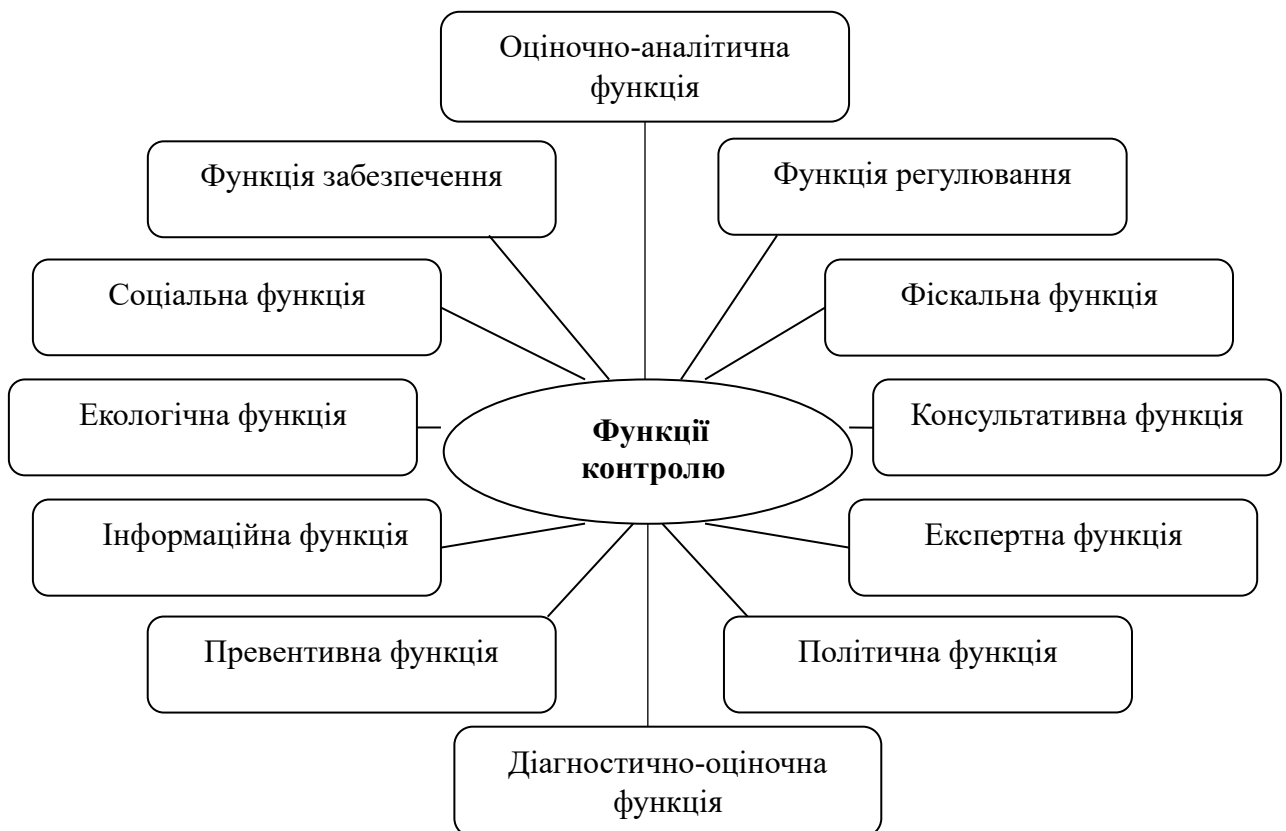 Оціночно-аналітична
функція
Функція забезпечення
Функція регулювання
Соціальна функція
Фіскальна функція
Екологічна функція
Консультативна функція
Функції
контролю
Інформаційна функція
Експертна функція
Превентивна функція
Політична функція
Діагностично-оціночна
функція